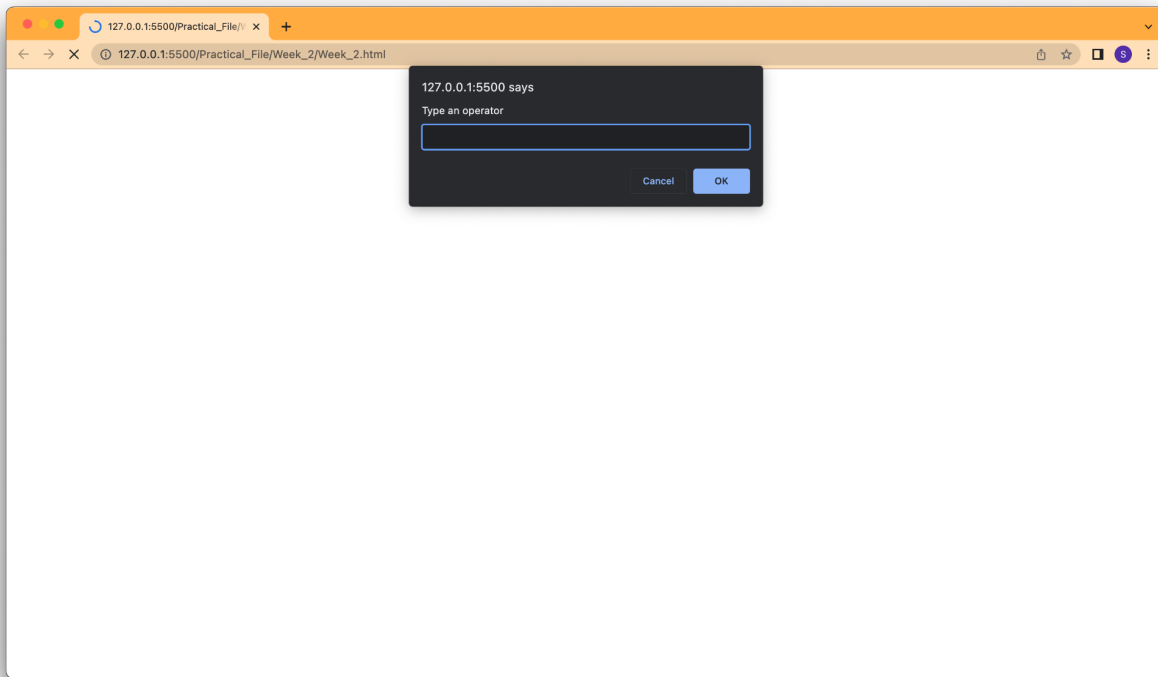 127.0.0.1:5500/Practical_File/W
127.0.0.1:5500/Practical_File/Week_2/Week_2.html
S
127.0.0.1:5500 says
Type an operator
Cancel OK